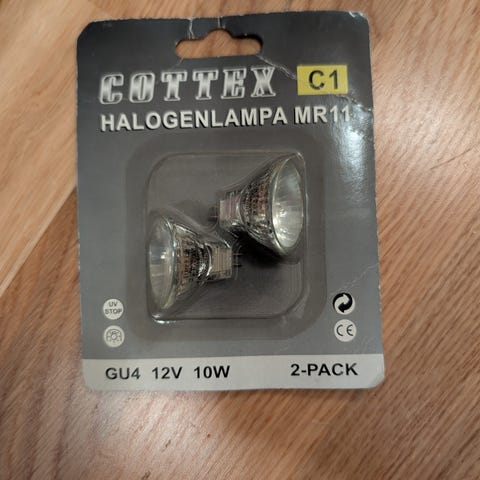 COTTEX C1
HALOGENLAMPA MR11
UV
STOP
CE
GU4 12V 10W 2-PACK